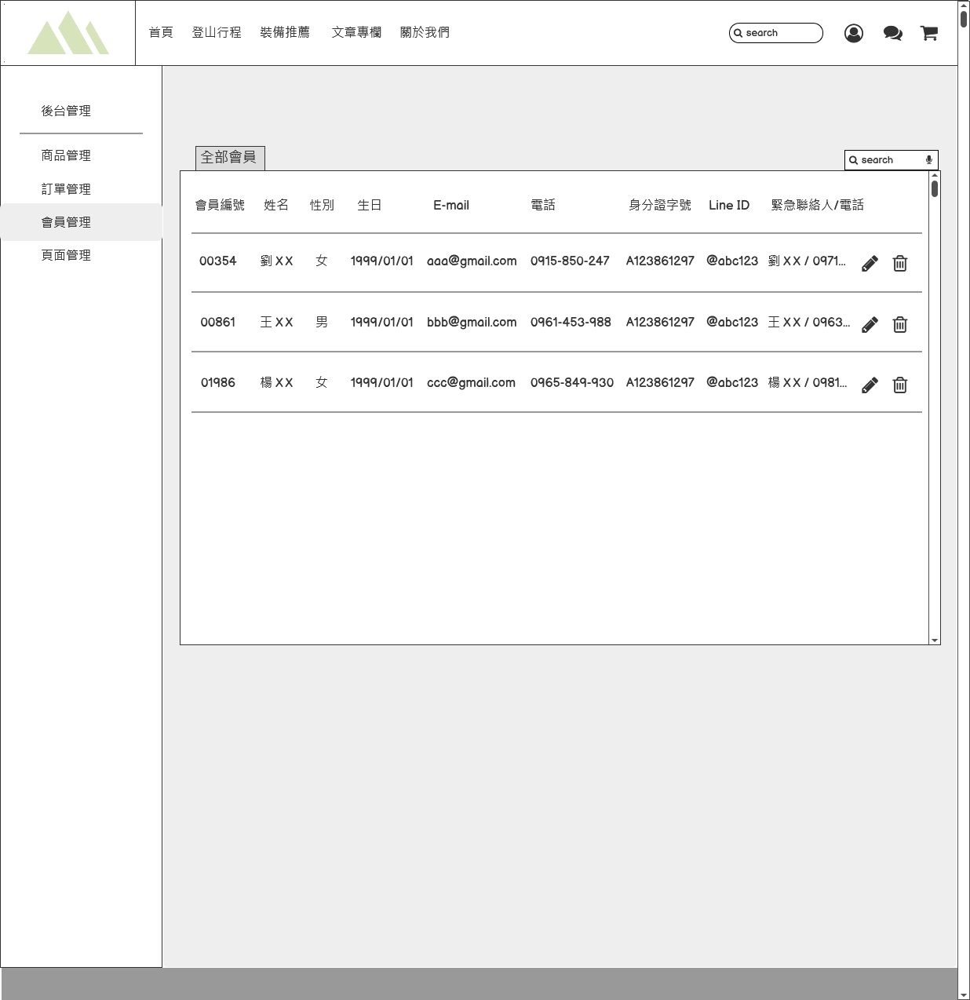 首頁 登山行程 裝備推薦 文章專欄 關於我們 search
後台管理
商品管理
訂單管理
會員管理
頁面管理
全部會員 search
會員編號 姓名 性別 生日 E-mail 電話 身分證字號 Line ID 緊急聯絡人/電話
00354 劉 X X 女 1999/01/01 aaa@gmail.com 0915-850-247 A123861297 @abc123 劉 X X / 0971...
00861 王 X X 男 1999/01/01 bbb@gmail.com 0961-453-988 A123861297 @abc123 王 X X / 0963...
01986 楊 X X 女 1999/01/01 ccc@gmail.com 0965-849-930 A123861297 @abc123 楊 X X / 0981...